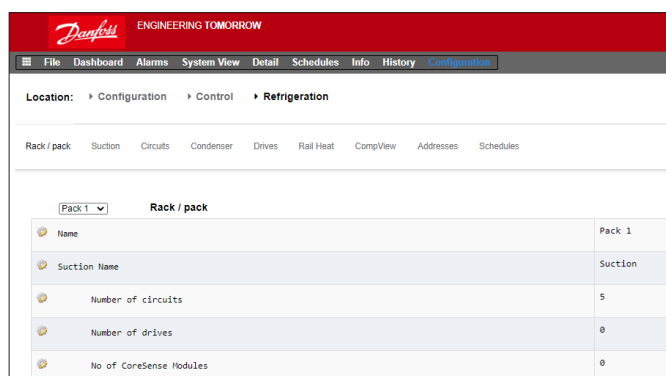 Danfoss ENGINEERING TOMORROW
File Dashboard Alarms System View Detail Schedules Info History Configuration
Location: Configuration Control Refrigeration
Rack / pack Suction Circuits Condenser Drives Rail Heat CompView Addresses Schedules
Pack 1 Rack / pack
Name Pack 1
Suction Name Suction
Number of circuits 5
Number of drives 0
No of CoreSense Modules 0